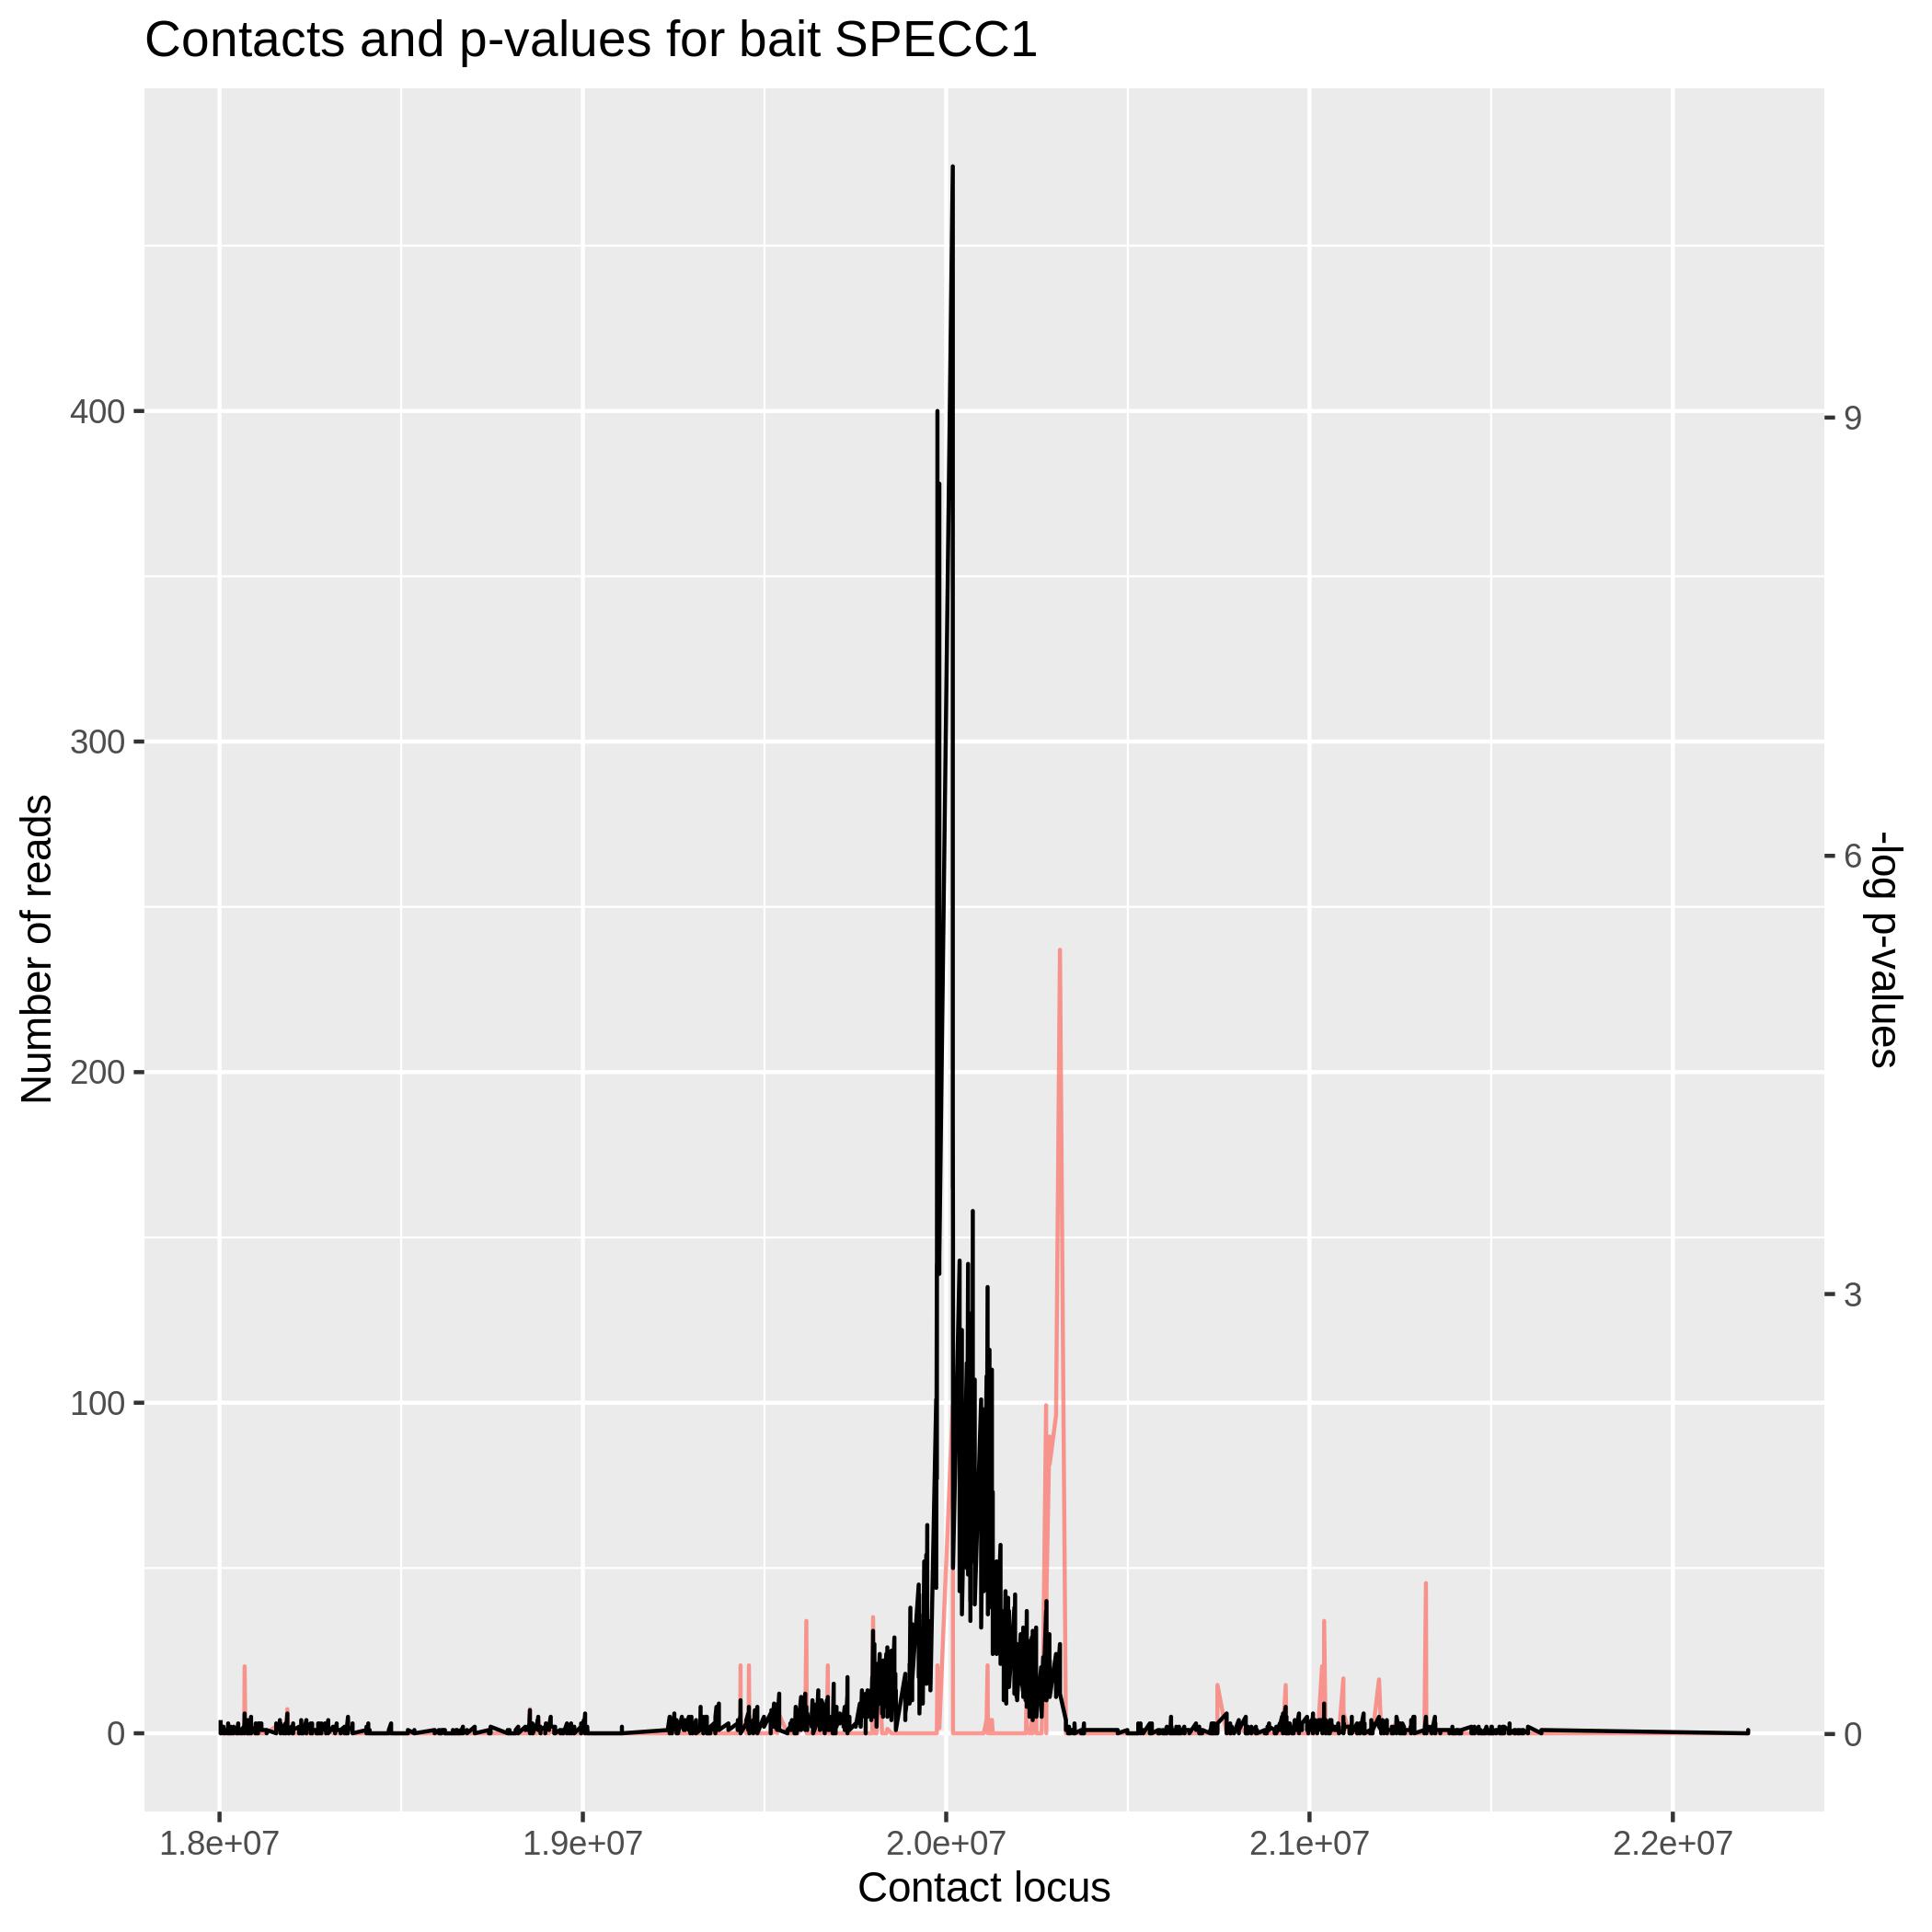 Contacts and p-values for bait SPECC1
400
300
200
100
0
Number of reads
9
6
3
0
-log p-values
1.8e+07
1.9e+07
2.0e+07
2.1e+07
2.2e+07
Contact locus